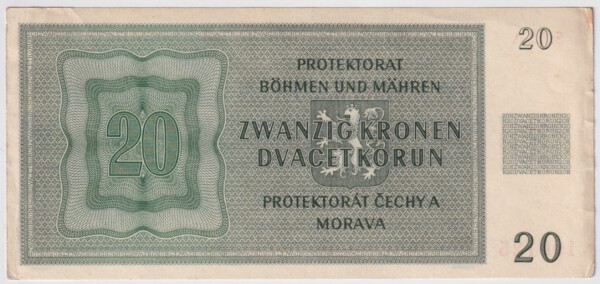 20
PROTEKTORAT
BÖHMEN UND MÄHREN
20
ZWANZIG KRONEN
DVACET KORUN
PROTEKTORÁT ČECHY A
MORAVA
20